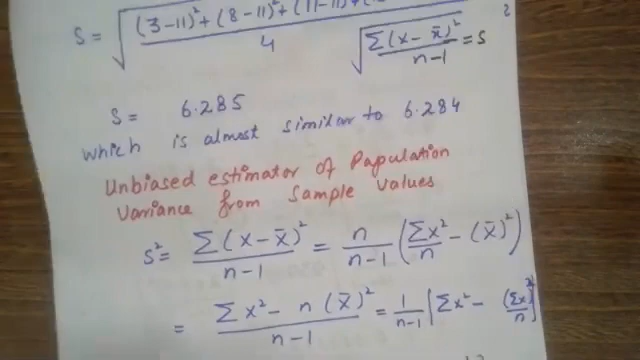 S = √ (3-11)² + (8-11)² + (11-11) + ( / 4 √ Σ(x-x̄)² / n-1 = S
S = 6.285
which is almost similar to 6.284
Unbiased estimator of Papulation
variance from Sample values
S² = Σ(x-x̄)² / n-1 = n / n-1 (Σx² / n - (x̄)²)
= Σx² - n(x̄)² / n-1 = 1 / n-1 [Σx² - (Σx)² / n]